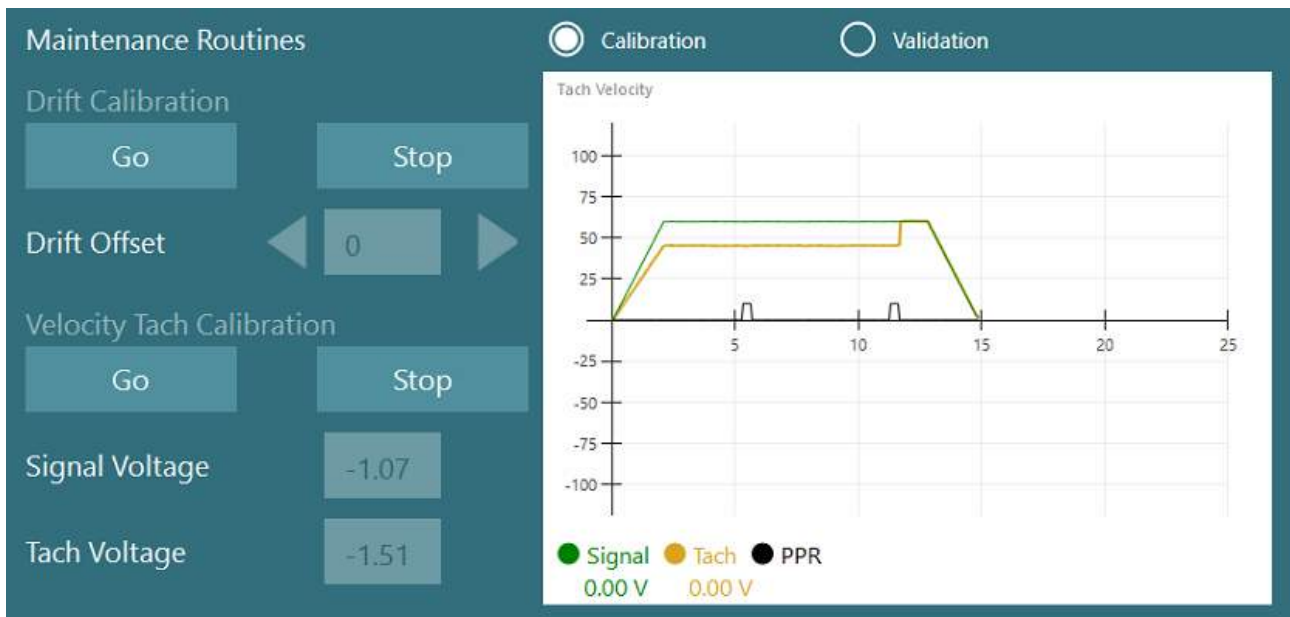 Maintenance Routines
Drift Calibration
Go Stop
Drift Offset 0
Velocity Tach Calibration
Go Stop
Signal Voltage -1.07
Tach Voltage -1.51
Calibration Validation
Tach Velocity
100
75
50
25
5 10 15 20 25
-25
-50
-75
-100
Signal Tach PPR
0.00 V 0.00 V